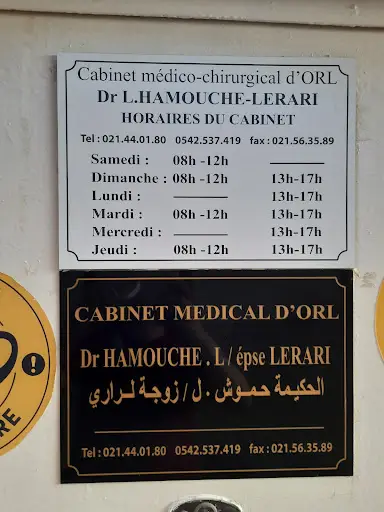 Cabinet médico-chirurgical d'ORL
Dr L.HAMOUCHE-LERARI
HORAIRES DU CABINET
Tel : 021.44.01.80 0542.537.419 fax : 021.56.35.89
Samedi : 08h -12h ———
Dimanche : 08h -12h 13h-17h
Lundi : ——— 13h-17h
Mardi : 08h -12h 13h-17h
Mercredi : ——— 13h-17h
Jeudi : 08h -12h 13h-17h
CABINET MEDICAL D'ORL
Dr HAMOUCHE . L / épse LERARI
الحكيمة حموش . ل / زوجة لراري
Tel : 021.44.01.80 0542.537.419 fax : 021.56.35.89